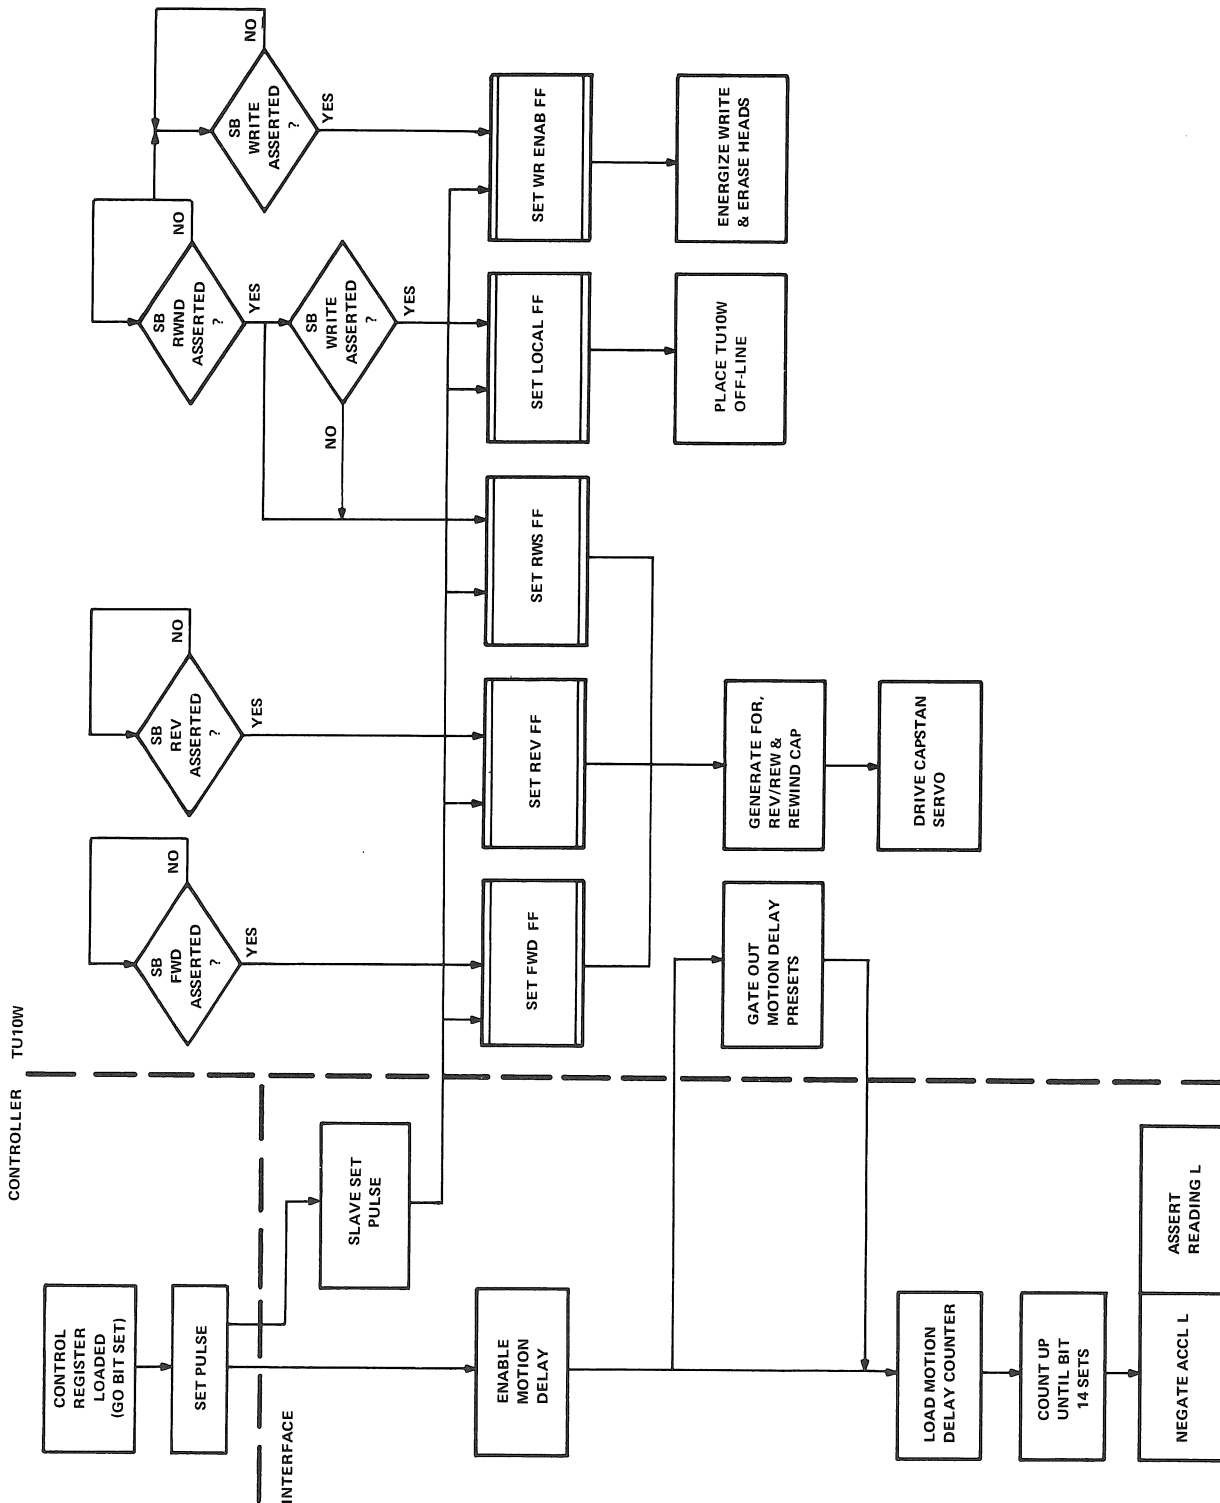 CONTROLLER
TU10W
CONTROL
REGISTER
LOADED
(GO BIT SET)
SET PULSE
INTERFACE
SLAVE SET
PULSE
ENABLE
MOTION
DELAY
LOAD MOTION
DELAY COUNTER
COUNT UP
UNTIL BIT
14 SETS
NEGATE ACCL L
ASSERT
READING L
SB
FWD
ASSERTED
?
NO
YES
SB
REV
ASSERTED
?
NO
YES
SB
RWND
ASSERTED
?
NO
YES
SB
WRITE
ASSERTED
?
NO
YES
SB
WRITE
ASSERTED
?
NO
YES
SET FWD FF
SET REV FF
SET RWS FF
SET LOCAL FF
SET WR ENAB FF
GATE OUT
MOTION DELAY
PRESETS
GENERATE FOR,
REV/REW &
REWIND CAP
DRIVE CAPSTAN
SERVO
PLACE TU10W
OFF-LINE
ENERGIZE WRITE
& ERASE HEADS